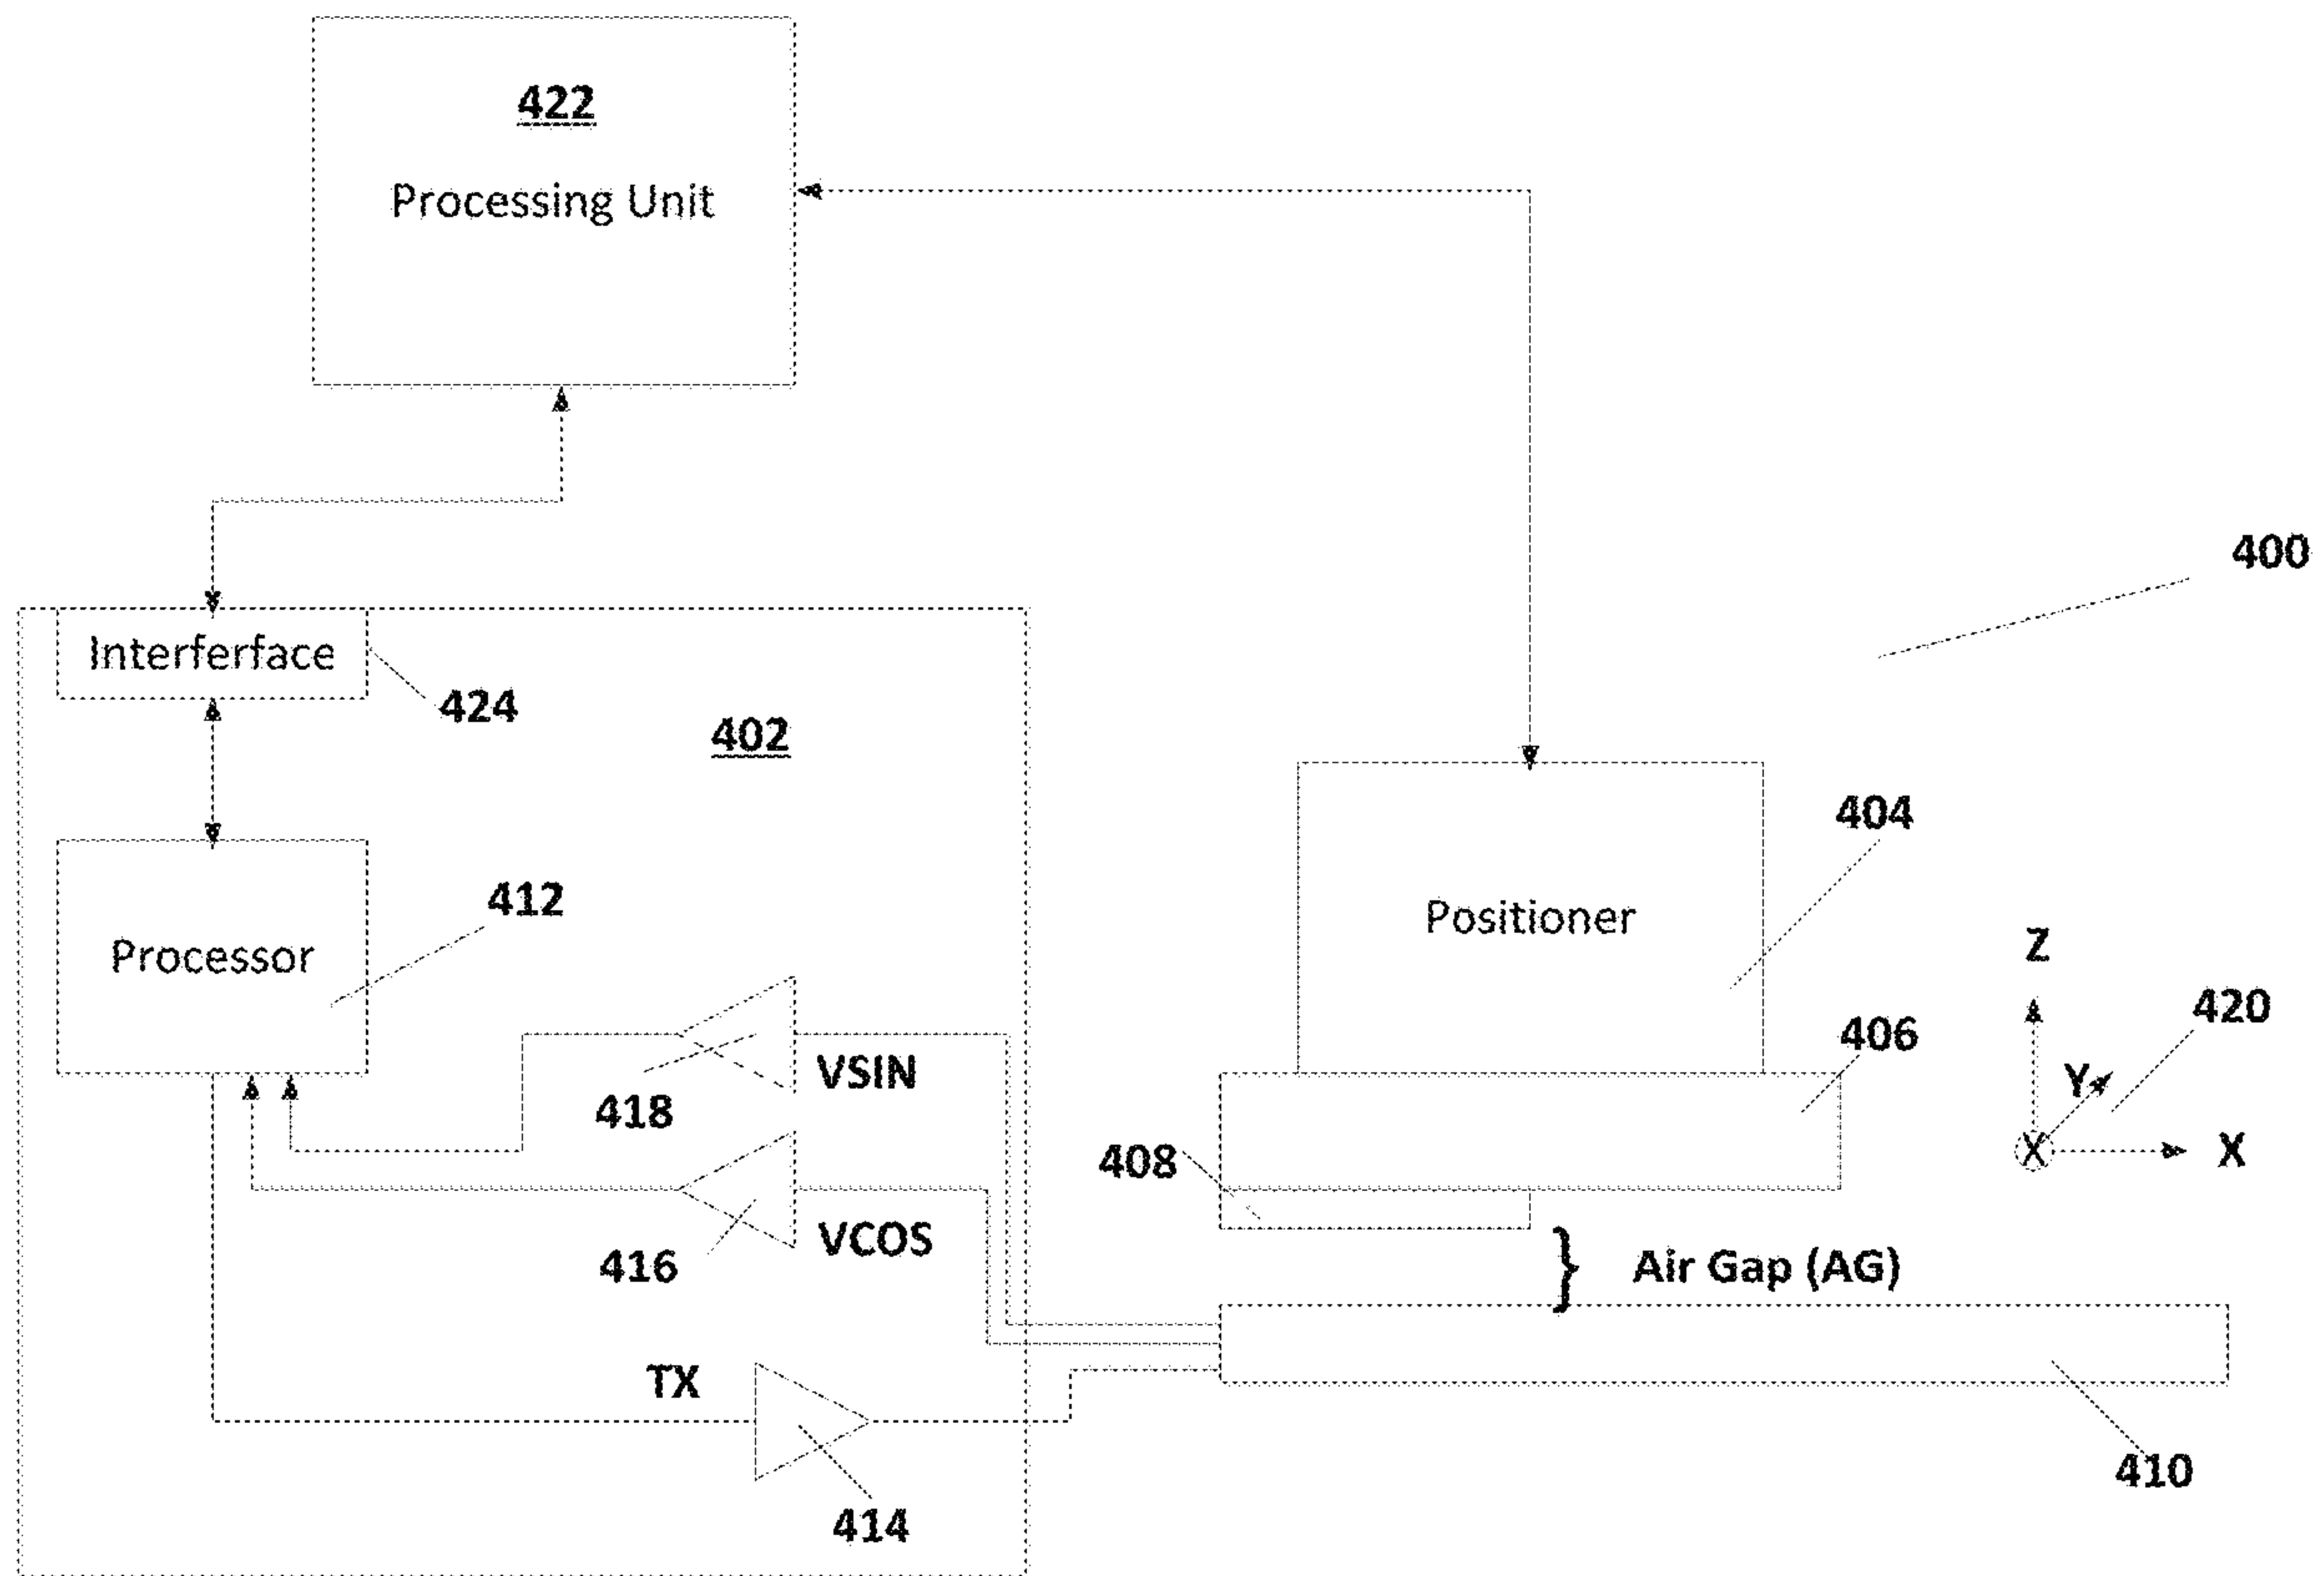 422
Processing Unit
400
Interferface
424
402
404
412
Positioner
Processor
Z
420
406
Y
VSIN
418
408
X
X
VCOS
416
Air Gap (AG)
TX
410
414